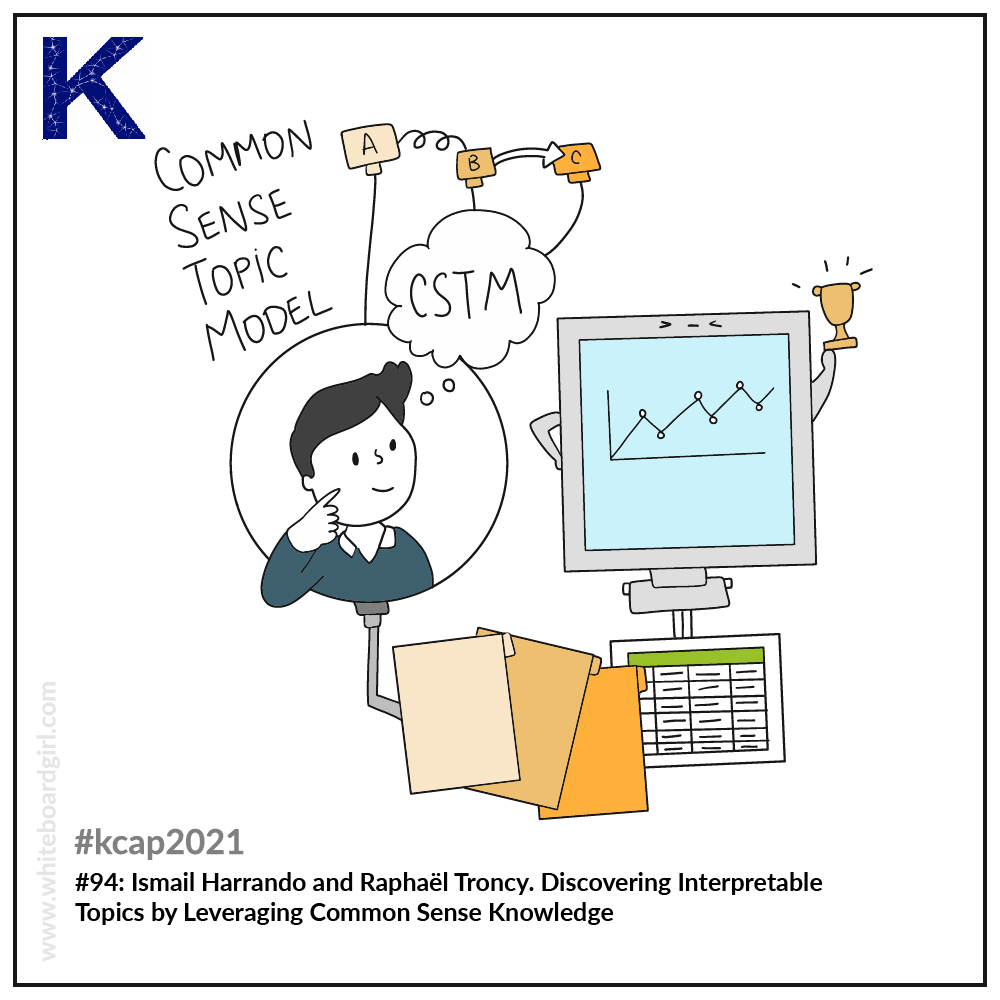 K
COMMON
SENSE
TOPIC
MODEL
A
B
C
CSTM
#kcap2021
#94: Ismail Harrando and Raphaël Troncy. Discovering Interpretable
Topics by Leveraging Common Sense Knowledge
www.whiteboardgirl.com